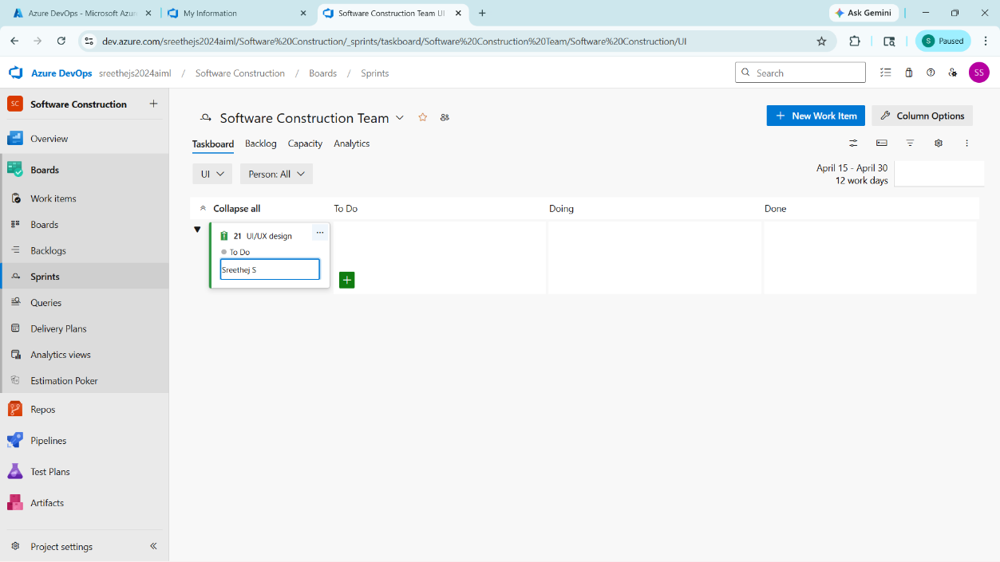 Azure DevOps - Microsoft Azur
My Information
Software Construction Team UI
Ask Gemini
dev.azure.com/sreethejs2024aiml/Software%20Construction/_sprints/taskboard/Software%20Construction%20Team/Software%20Construction/UI
S Paused
Azure DevOps sreethejs2024aiml / Software Construction / Boards / Sprints
Search
SS
SC Software Construction
Overview
Boards
Work items
Boards
Backlogs
Sprints
Queries
Delivery Plans
Analytics views
Estimation Poker
Repos
Pipelines
Test Plans
Artifacts
Project settings
Software Construction Team
New Work Item
Column Options
Taskboard Backlog Capacity Analytics
UI
Person: All
April 15 - April 30
12 work days
Collapse all To Do Doing Done
21 UI/UX design
To Do
Sreethej S